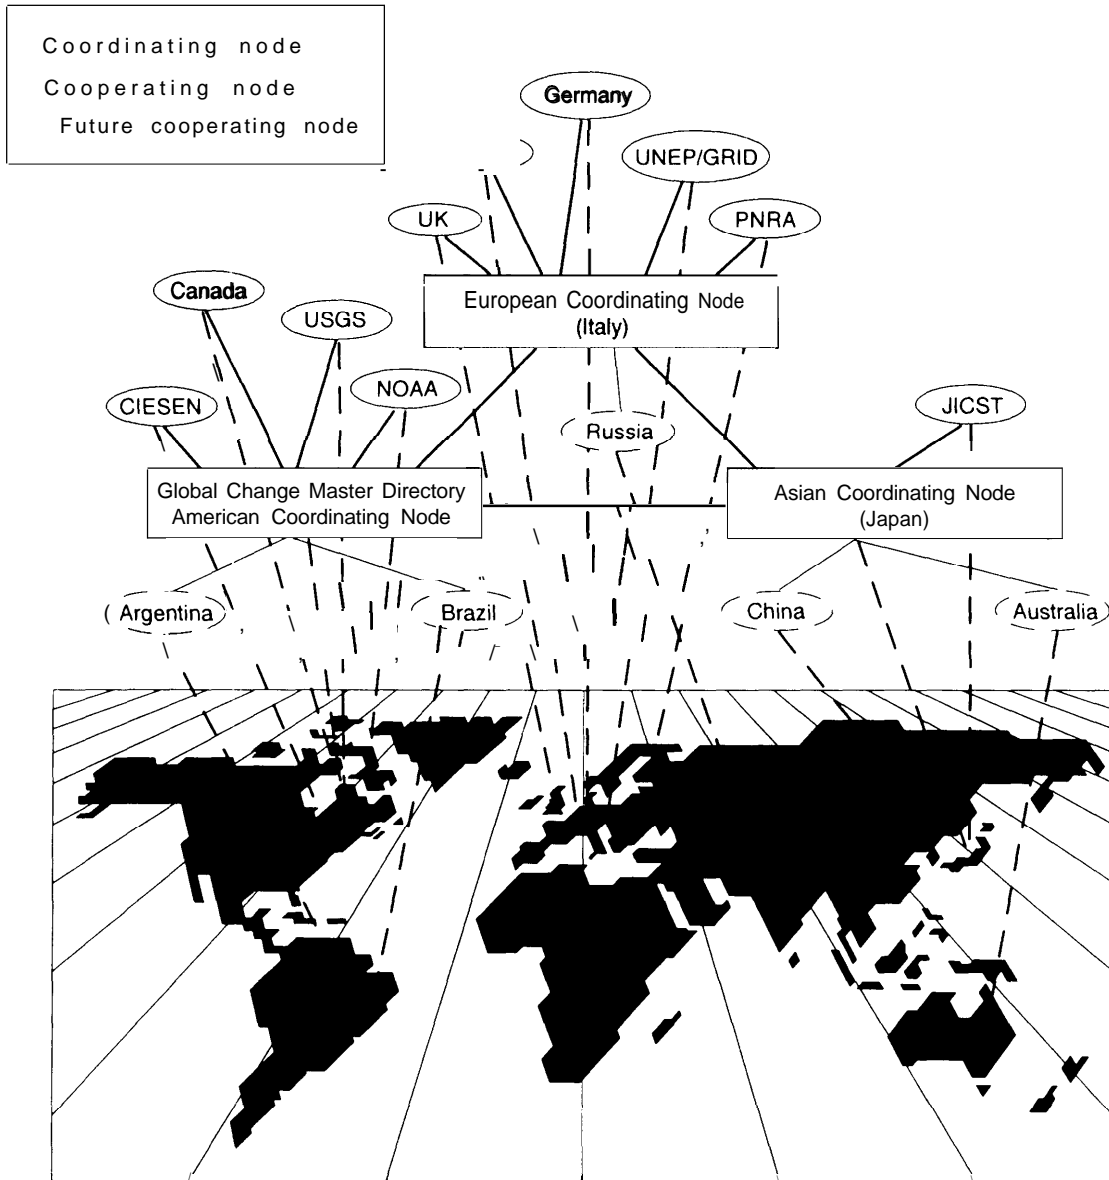 Coordinating node
Cooperating node
Future cooperating node
Germany
UNEP/GRID
UK
PNRA
European Coordinating Node
(Italy)
Canada
USGS
NOAA
CIESEN
Russia
JICST
Global Change Master Directory
American Coordinating Node
Asian Coordinating Node
(Japan)
Argentina
Brazil
China
Australia